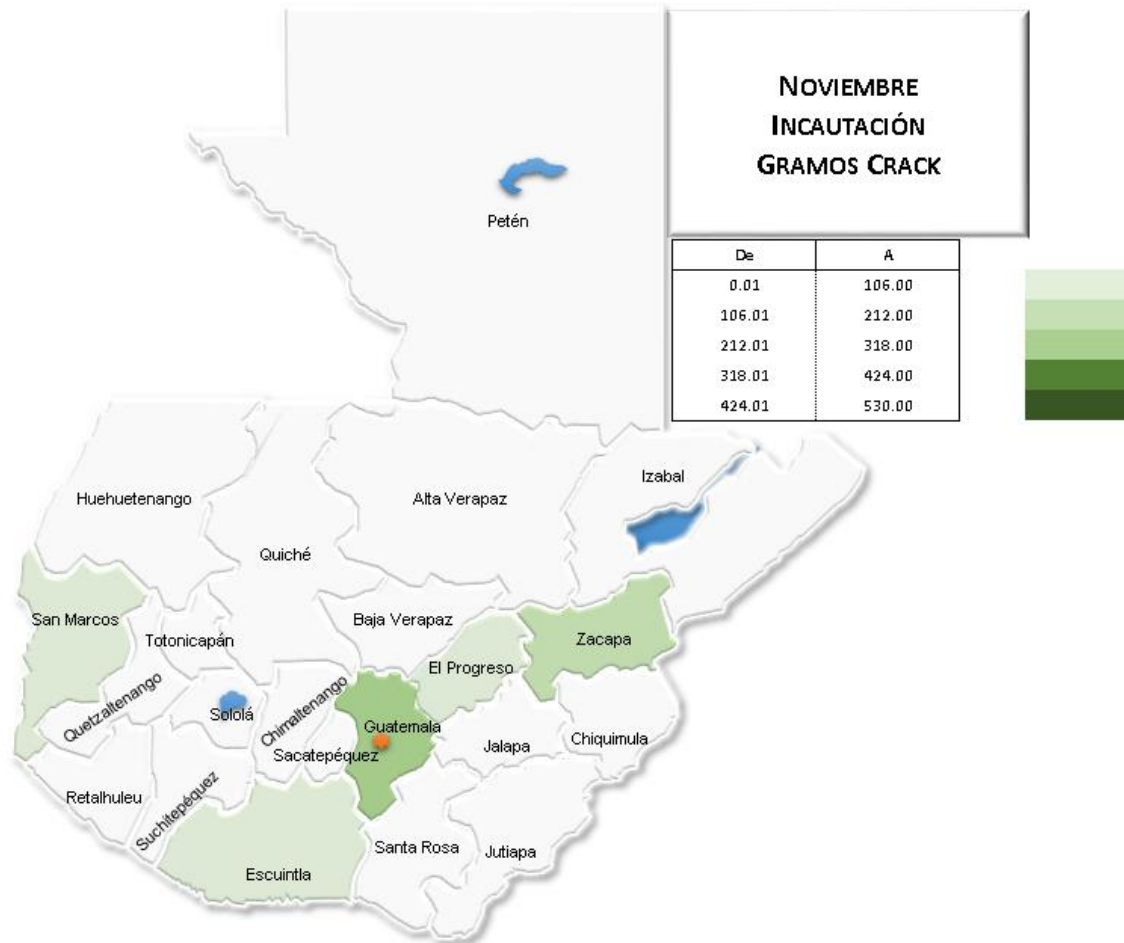 NOVIEMBRE
INCAUTACIÓN
GRAMOS CRACK
De A
0.01 106.00
106.01 212.00
212.01 318.00
318.01 424.00
424.01 530.00
Petén
Huehuetenango
Alta Verapaz
Izabal
Quiché
San Marcos
Totonicapán
Baja Verapaz
Zacapa
El Progreso
Quetzaltenango
Sololá
Chimaltenango
Guatemala
Sacatepéquez
Jalapa
Chiquimula
Retalhuleu
Suchitepéquez
Santa Rosa
Jutiapa
Escuintla